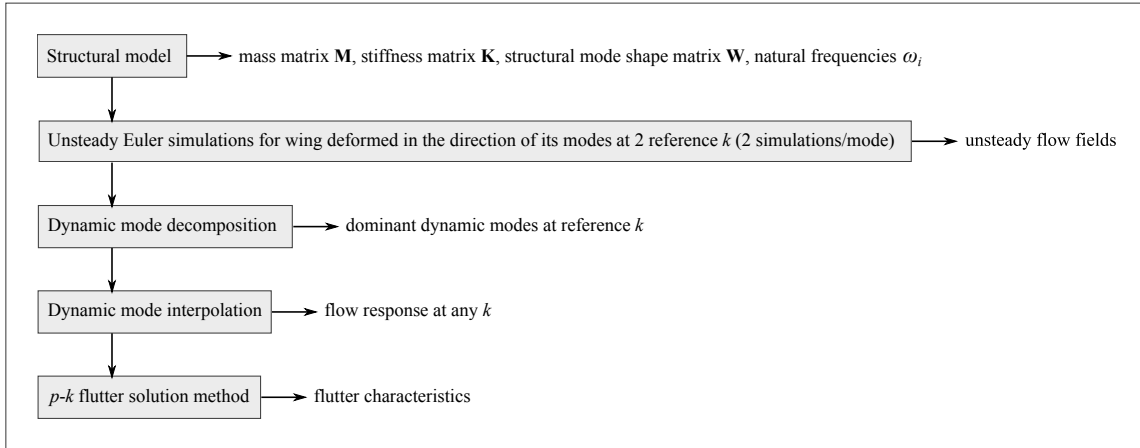 Structural model
mass matrix M, stiffness matrix K, structural mode shape matrix W, natural frequencies ωᵢ
Unsteady Euler simulations for wing deformed in the direction of its modes at 2 reference k (2 simulations/mode)
unsteady flow fields
Dynamic mode decomposition
dominant dynamic modes at reference k
Dynamic mode interpolation
flow response at any k
p-k flutter solution method
flutter characteristics